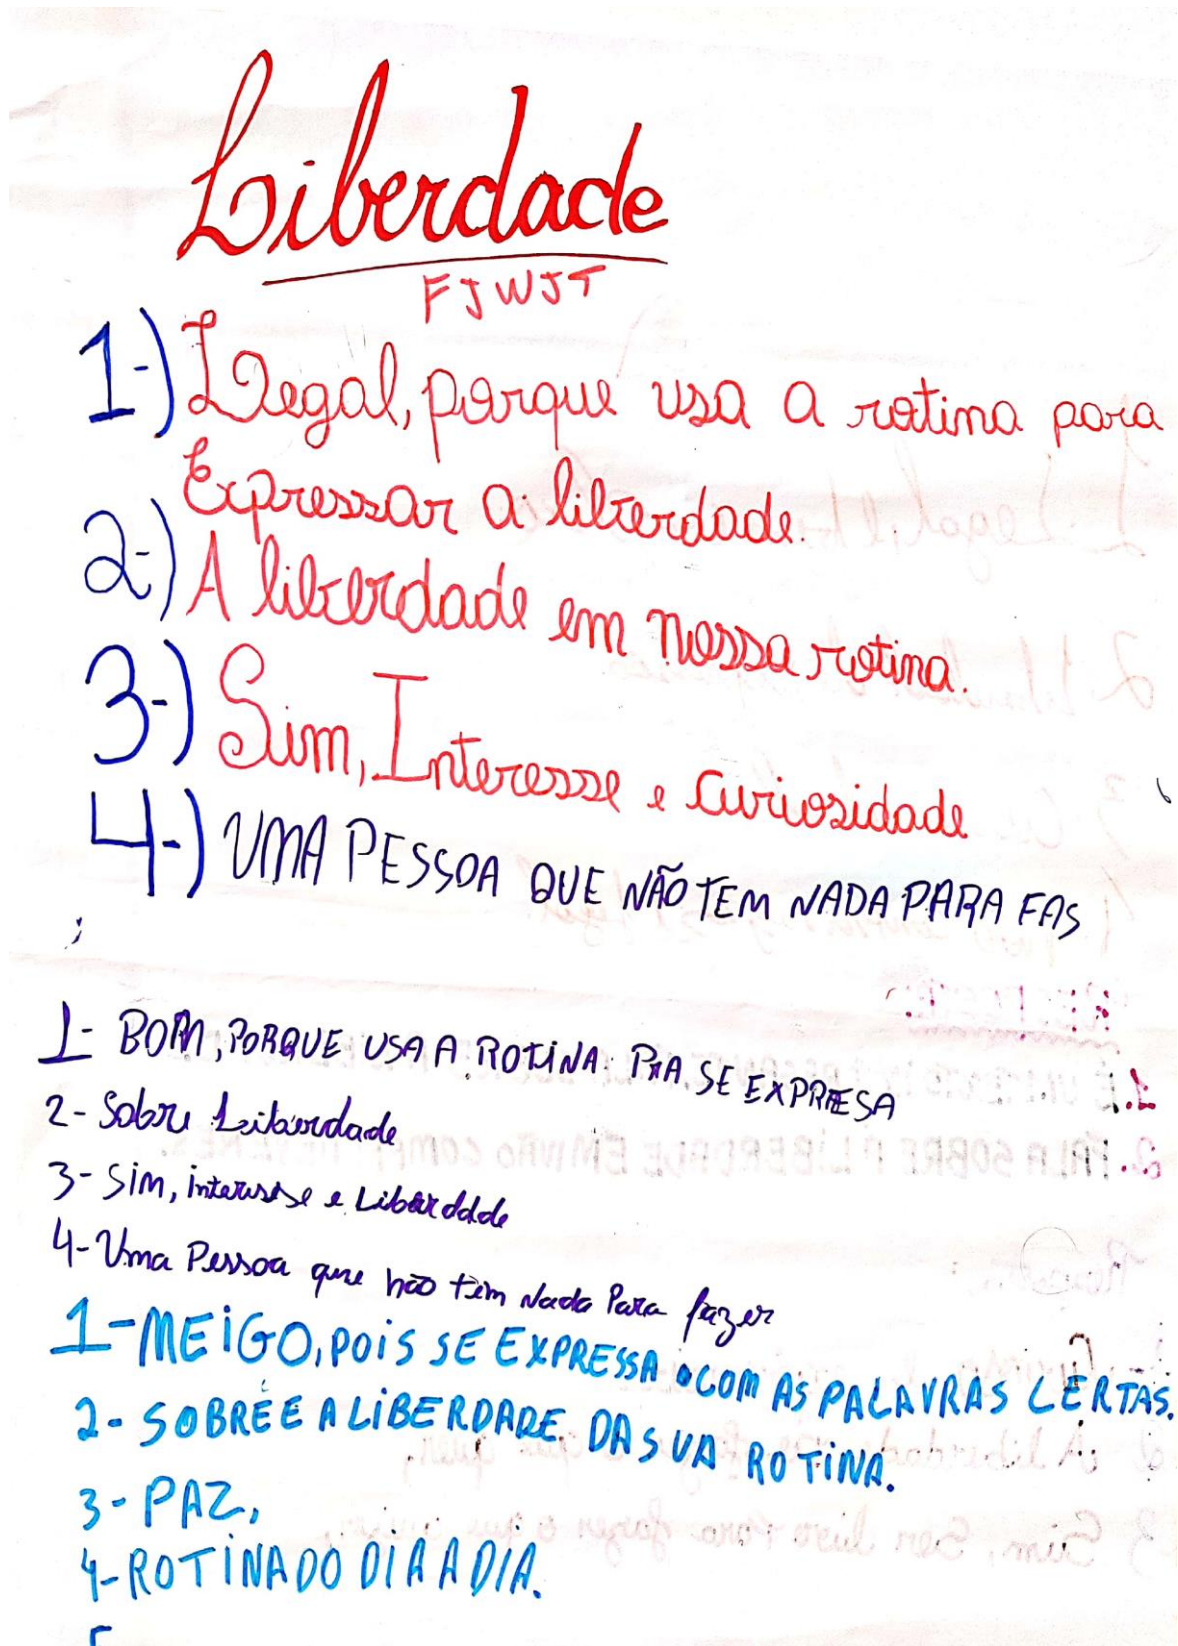 Liberdade
FJWJT
1-) Legal, porque usa a rotina para
Expressar a liberdade.
2-) A liberdade em nossa rotina.
3-) Sim, Interesse e curiosidade
4-) UMA PESSOA QUE NÃO TEM NADA PARA FAS
1- BOM, PORQUE USA A ROTINA PRA SE EXPRESA
2- Sobre Liberdade
3- Sim, interesse e Liberdade
4- Uma Pessoa que não tem Nada Para fazer
1- MEIGO, POIS SE EXPRESSA COM AS PALAVRAS CERTAS.
2- SOBRE E A LIBERDADE DA SUA ROTINA.
3- PAZ,
4- ROTINA DO DIA A DIA.